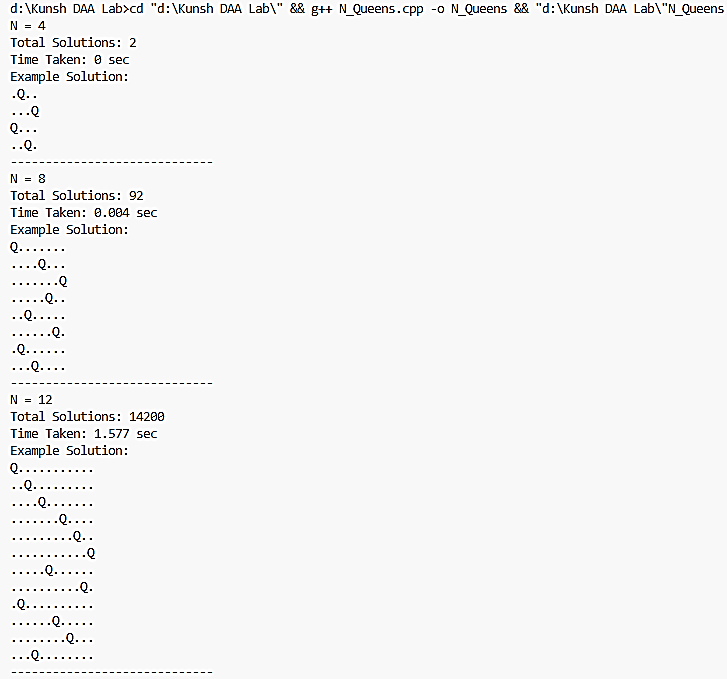 d:\Kunsh DAA Lab>cd "d:\Kunsh DAA Lab\" && g++ N_Queens.cpp -o N_Queens && "d:\Kunsh DAA Lab\"N_Queens
N = 4
Total Solutions: 2
Time Taken: 0 sec
Example Solution:
.Q..
...Q
Q...
..Q.
-----------------------------
N = 8
Total Solutions: 92
Time Taken: 0.004 sec
Example Solution:
Q.......
....Q...
.......Q
.....Q..
..Q.....
......Q.
.Q......
...Q....
-----------------------------
N = 12
Total Solutions: 14200
Time Taken: 1.577 sec
Example Solution:
Q...........
..Q.........
....Q.......
.......Q....
.........Q..
...........Q
.....Q......
..........Q.
.Q..........
......Q.....
........Q...
...Q........
-----------------------------